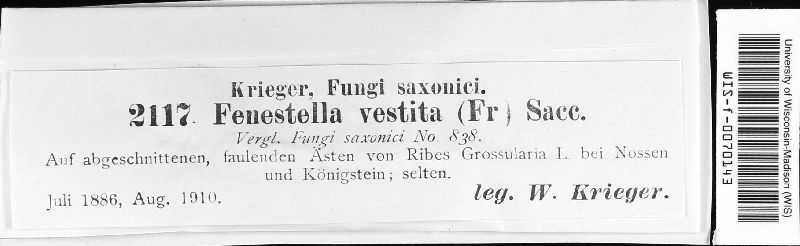 Krieger, Fungi saxonici.
2117. Fenestella vestita (Fr) Sacc.
Vergl. Fungi saxonici No 838.
Auf abgeschnittenen, faulenden Ästen von Ribes Grossularia L. bei Nossen
und Königstein; selten.
Juli 1886, Aug. 1910.
leg. W. Krieger.
WIS-f-0070143
University of Wisconsin-Madison (WIS)